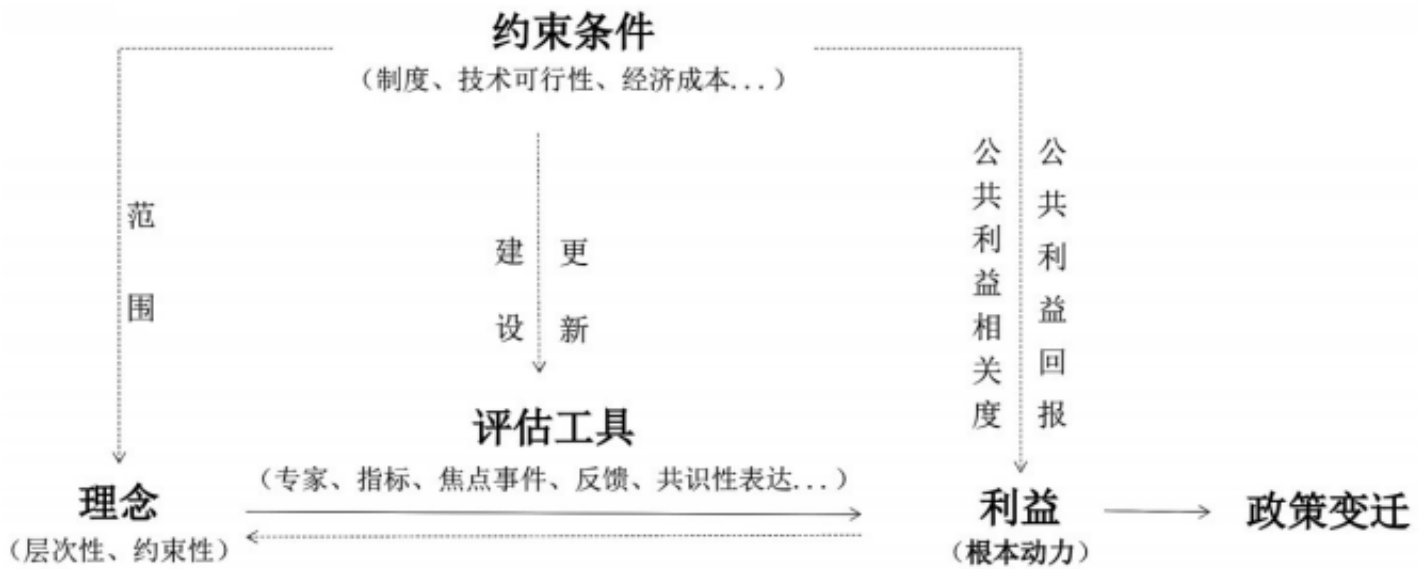 约束条件
（制度、技术可行性、经济成本...）
范围
建设
更新
公共利益相关度
公共利益回报
评估工具
（专家、指标、焦点事件、反馈、共识性表达...）
理念
（层次性、约束性）
利益
（根本动力）
政策变迁